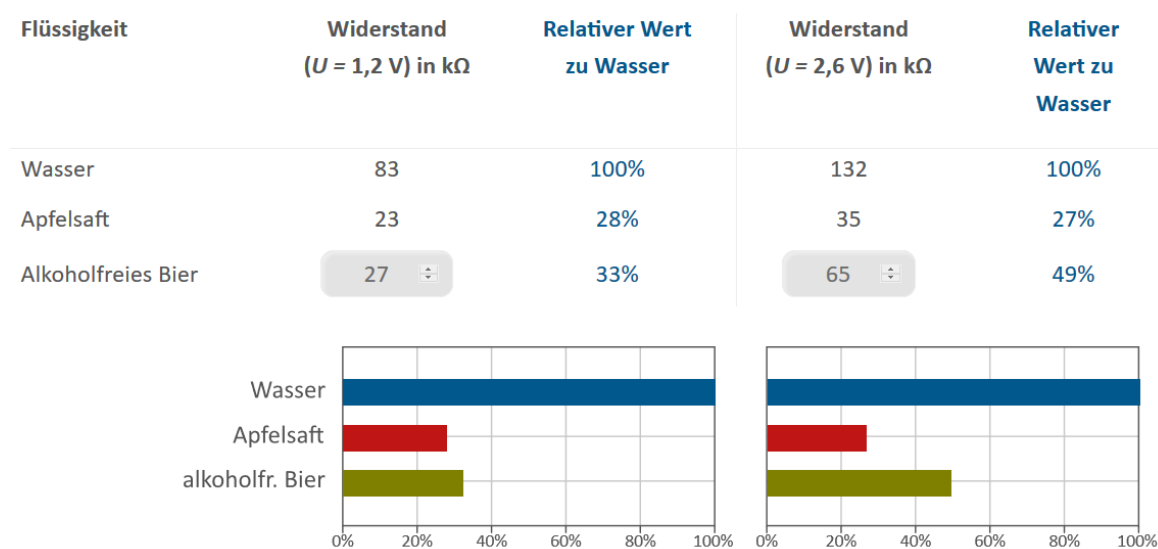 Flüssigkeit Widerstand Relativer Wert Widerstand Relativer
(U = 1,2 V) in kΩ zu Wasser (U = 2,6 V) in kΩ Wert zu
Wasser
Wasser 83 100% 132 100%
Apfelsaft 23 28% 35 27%
Alkoholfreies Bier 27 33% 65 49%
Wasser
Apfelsaft
alkoholfr. Bier
0% 20% 40% 60% 80% 100% 0% 20% 40% 60% 80% 100%